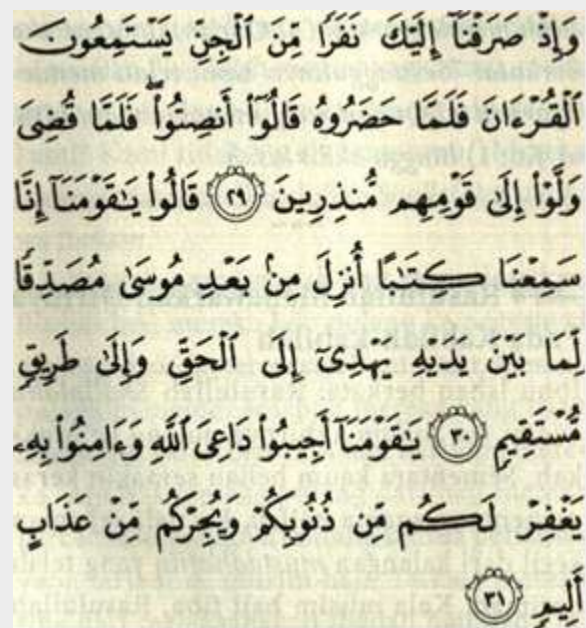 وَإِذْ صَرَفْنَآ إِلَيْكَ نَفَرًا مِّنَ ٱلْجِنِّ يَسْتَمِعُونَ
ٱلْقُرْءَانَ فَلَمَّا حَضَرُوهُ قَالُوٓا۟ أَنصِتُوا۟ ۖ فَلَمَّا قُضِىَ
وَلَّوْا۟ إِلَىٰ قَوْمِهِم مُّنذِرِينَ ٢٩ قَالُوا۟ يَٰقَوْمَنَآ إِنَّا
سَمِعْنَا كِتَٰبًا أُنزِلَ مِنۢ بَعْدِ مُوسَىٰ مُصَدِّقًا
لِّمَا بَيْنَ يَدَيْهِ يَهْدِىٓ إِلَى ٱلْحَقِّ وَإِلَىٰ طَرِيقٍ
مُّسْتَقِيمٍ ٣٠ يَٰقَوْمَنَآ أَجِيبُوا۟ دَاعِىَ ٱللَّهِ وَءَامِنُوا۟ بِهِۦ
يَغْفِرْ لَكُم مِّن ذُنُوبِكُمْ وَيُجِرْكُم مِّنْ عَذَابٍ
أَلِيمٍ ٣١